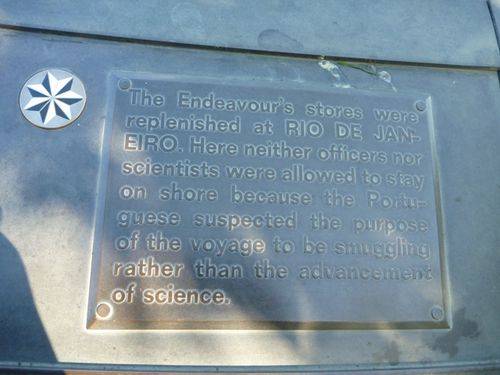 The Endeavour's stores were
replenished at RIO DE JAN-
EIRO. Here neither officers nor
scientists were allowed to stay
on shore because the Portu-
guese suspected the purpose
of the voyage to be smuggling
rather than the advancement
of science.